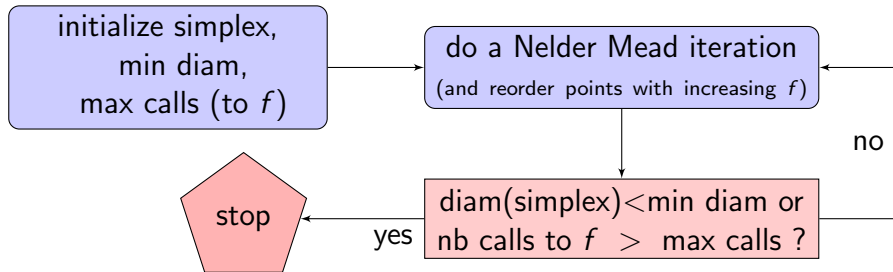 initialize simplex,
min diam,
max calls (to f)
do a Nelder Mead iteration
(and reorder points with increasing f)
no
diam(simplex)<min diam or
nb calls to f > max calls ?
yes
stop